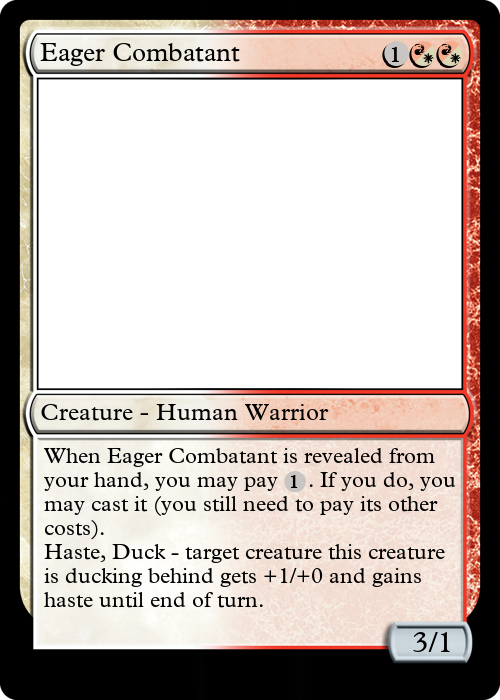 Eager Combatant 1
Creature - Human Warrior
When Eager Combatant is revealed from
your hand, you may pay 1 . If you do, you
may cast it (you still need to pay its other
costs).
Haste, Duck - target creature this creature
is ducking behind gets +1/+0 and gains
haste until end of turn.
3/1